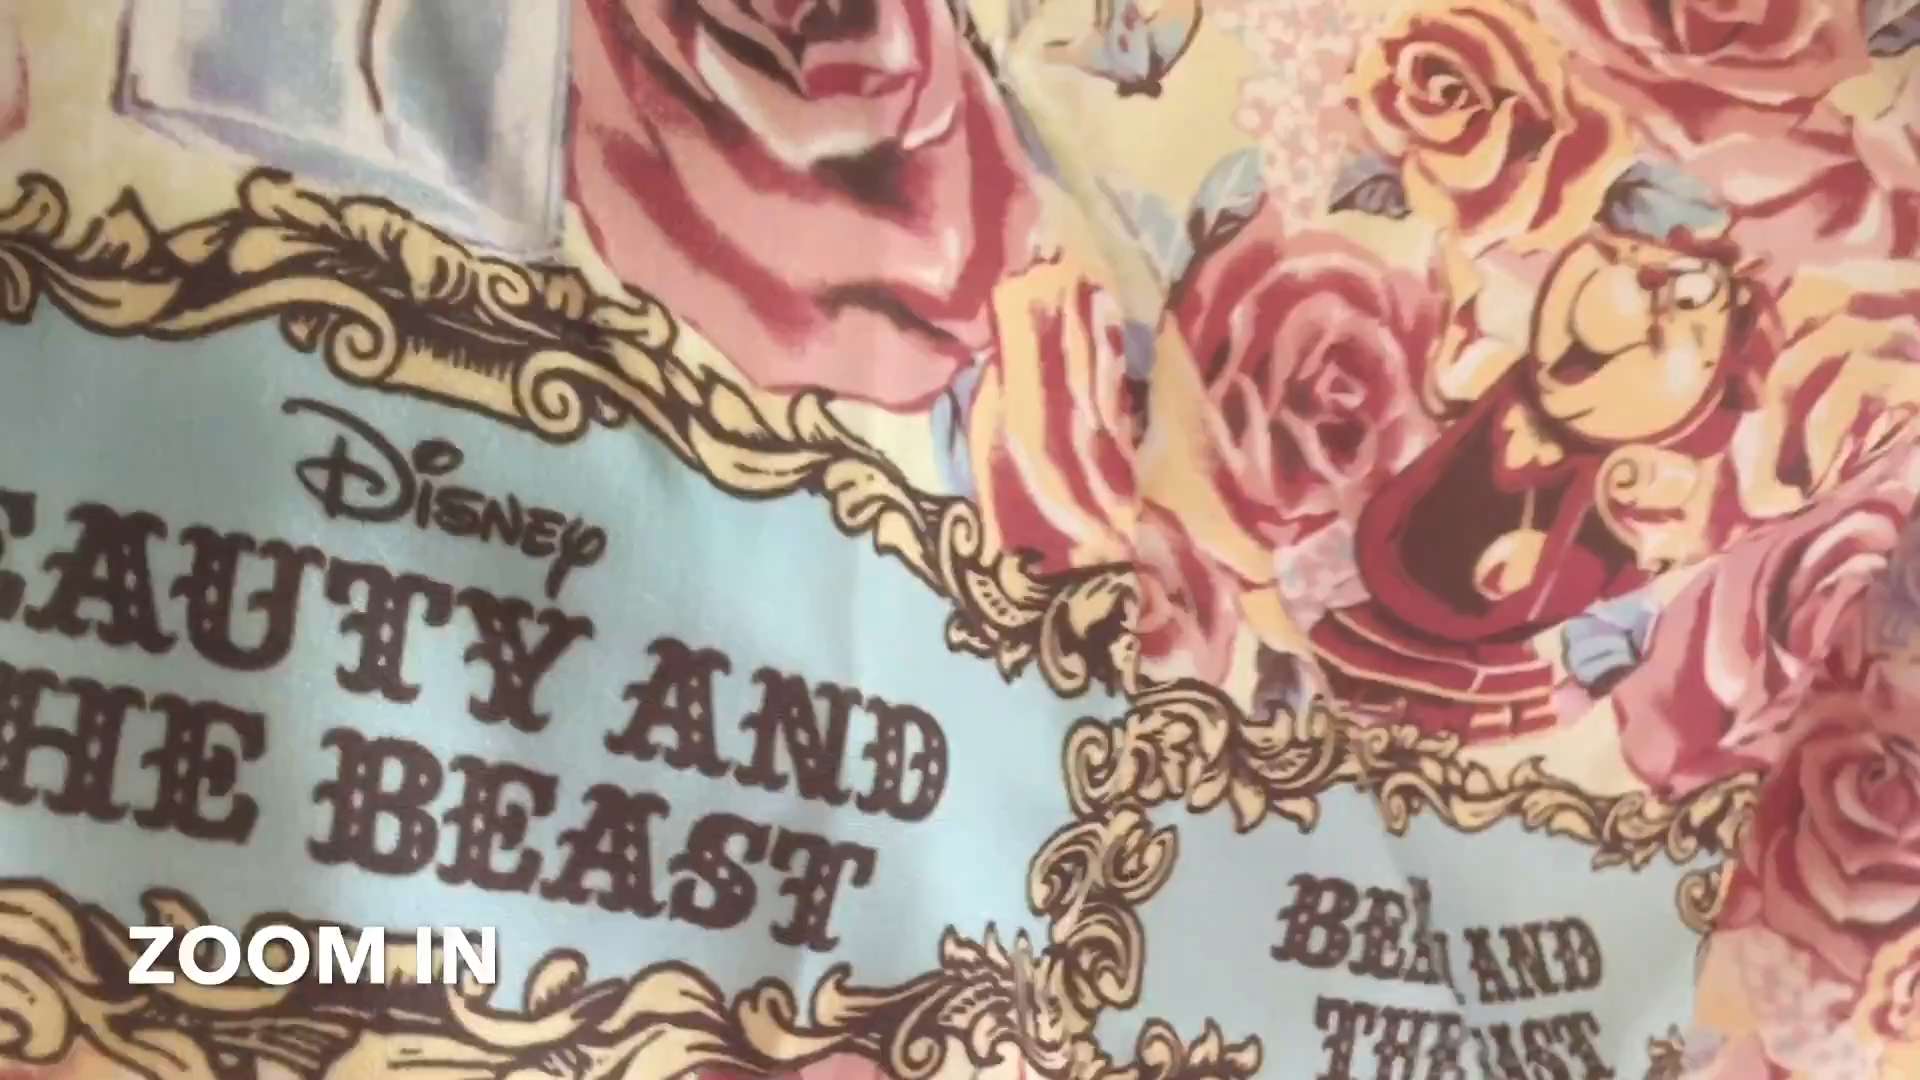 DISNEY
EAUTY AND
HE BEAST
AND
ZOOM IN